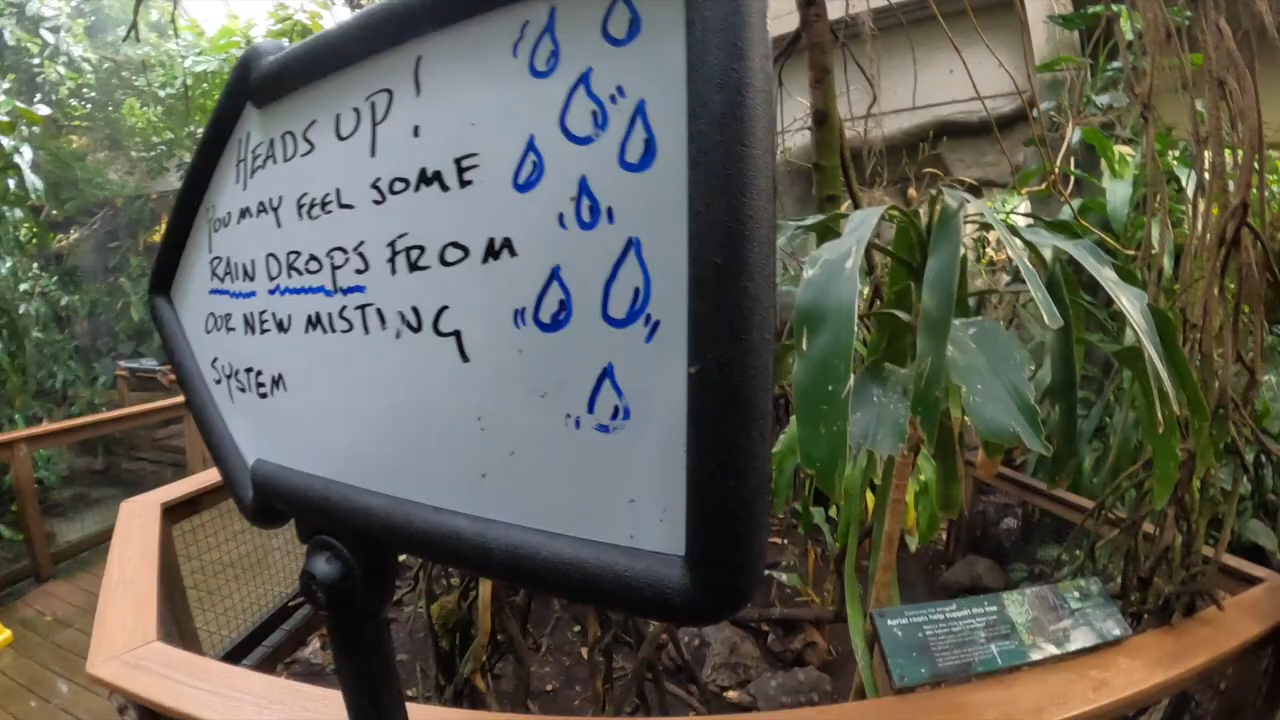 HEADS UP!
YOU MAY FEEL SOME
RAIN DROPS FROM
OUR NEW MISTING
SYSTEM
Aerial roots help support this tree